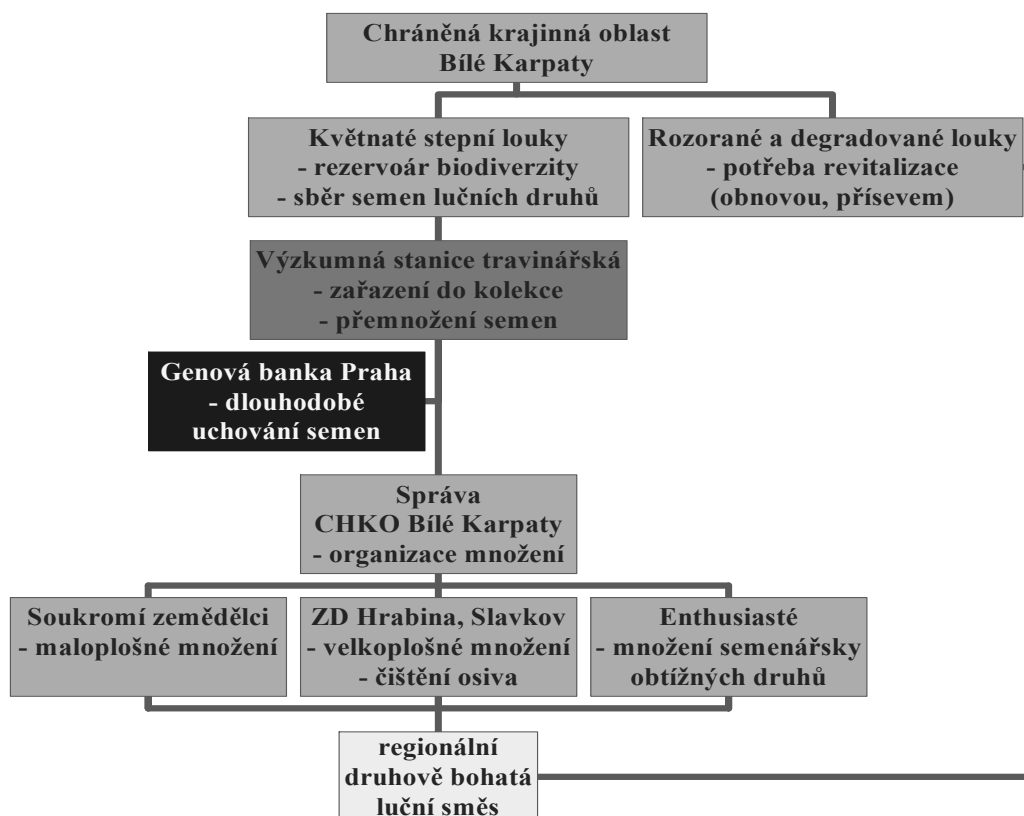 Chráněná krajinná oblast
Bílé Karpaty
Květnaté stepní louky
- rezervoár biodiverzity
- sběr semen lučních druhů
Rozorané a degradované louky
- potřeba revitalizace
(obnovou, přísevem)
Výzkumná stanice travinářská
- zařazení do kolekce
- přemnožení semen
Genová banka Praha
- dlouhodobé
uchování semen
Správa
CHKO Bílé Karpaty
- organizace množení
Soukromí zemědělci
- maloplošné množení
ZD Hrabina, Slavkov
- velkoplošné množení
- čištění osiva
Enthusiasté
- množení semenářsky
obtížných druhů
regionální
druhově bohatá
luční směs